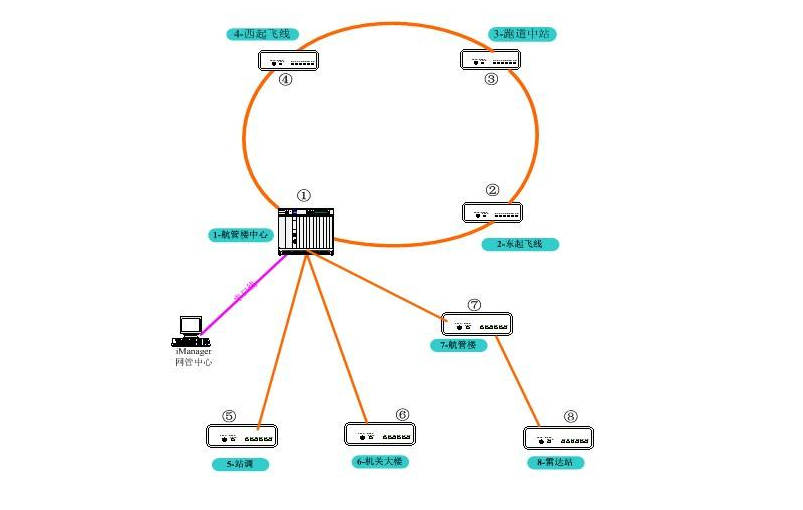 4-西起飞线
3-跑道中站
④
③
①
②
1-航管楼中心
2-东起飞线
⑦
iManager
网管中心
7-航管楼
⑤
⑥
⑧
5-站调
6-机关大楼
8-雷达站